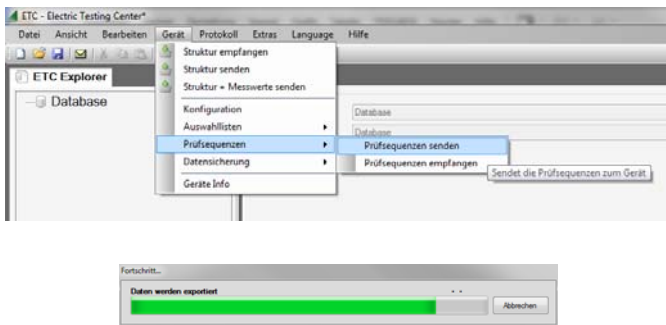 ETC - Electric Testing Center*
Datei Ansicht Bearbeiten Gerät Protokoll Extras Language Hilfe
Struktur empfangen
Struktur senden
ETC Explorer
Struktur + Messwerte senden
Database
Konfiguration
Database
Auswahllisten
Database
Prüfsequenzen
Prüfsequenzen senden
Datensicherung
Prüfsequenzen empfangen
Sendet die Prüfsequenzen zum Gerät
Geräte Info
Fortschritt...
Daten werden exportiert
Abbrechen